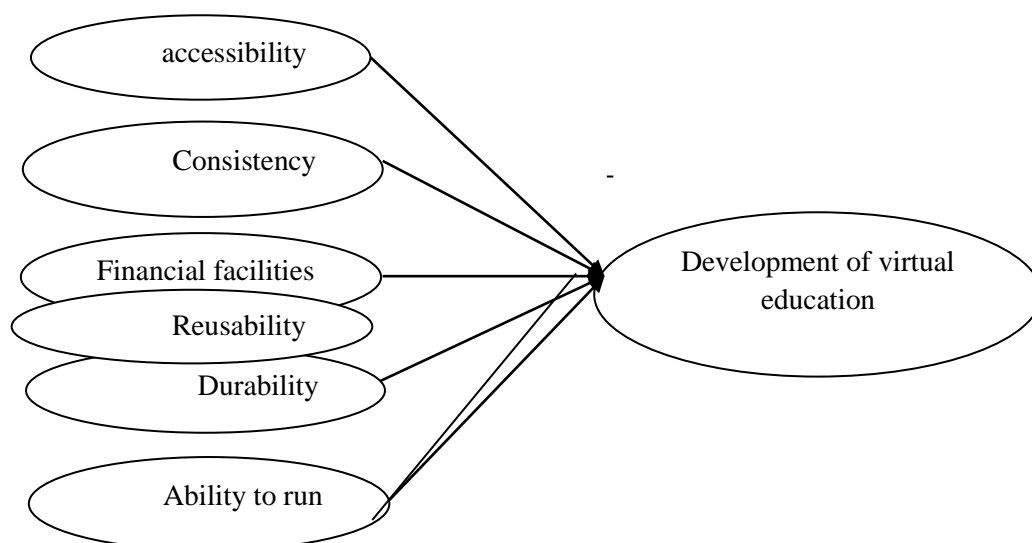 accessibility
Consistency
-
Financial facilities
Reusability
Durability
Ability to run
Development of virtual
education